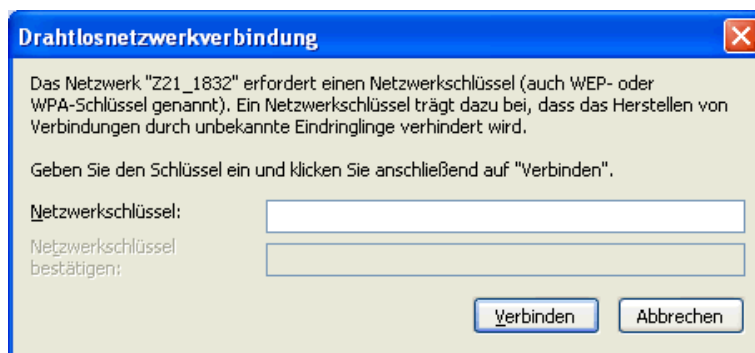 Drahtlosnetzwerkverbindung
Das Netzwerk "Z21_1832" erfordert einen Netzwerkschlüssel (auch WEP- oder
WPA-Schlüssel genannt). Ein Netzwerkschlüssel trägt dazu bei, dass das Herstellen von
Verbindungen durch unbekannte Eindringlinge verhindert wird.
Geben Sie den Schlüssel ein und klicken Sie anschließend auf "Verbinden".
Netzwerkschlüssel:
Netzwerkschlüssel
bestätigen:
Verbinden Abbrechen